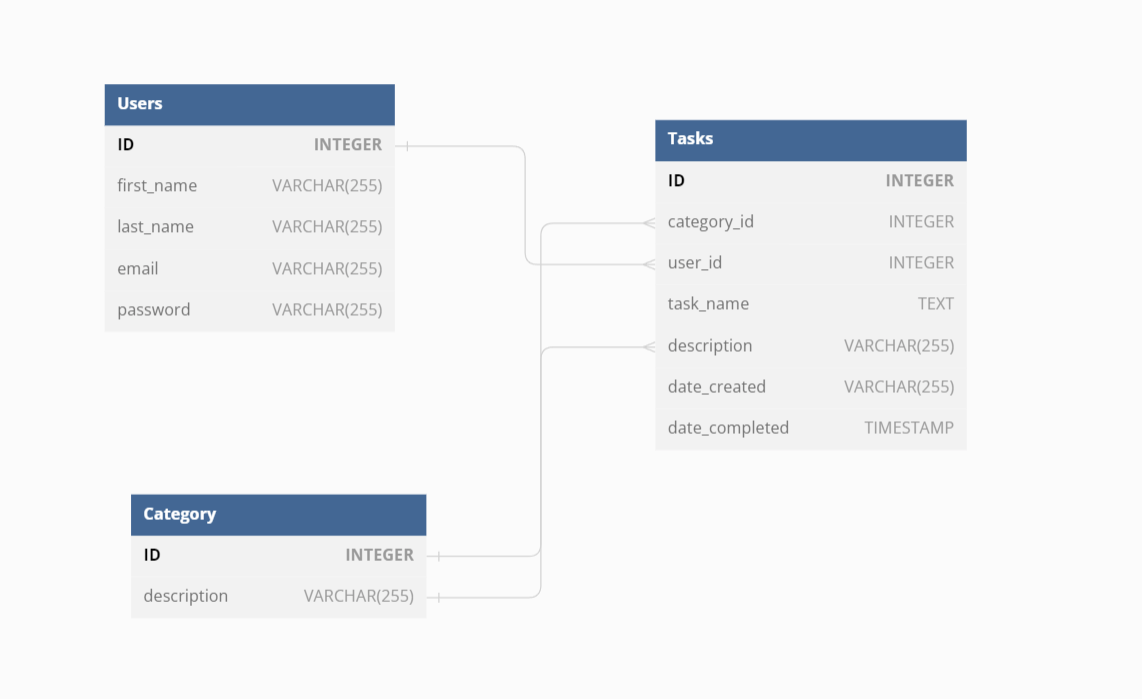 Users
ID INTEGER
first_name VARCHAR(255)
last_name VARCHAR(255)
email VARCHAR(255)
password VARCHAR(255)
Tasks
ID INTEGER
category_id INTEGER
user_id INTEGER
task_name TEXT
description VARCHAR(255)
date_created VARCHAR(255)
date_completed TIMESTAMP
Category
ID INTEGER
description VARCHAR(255)